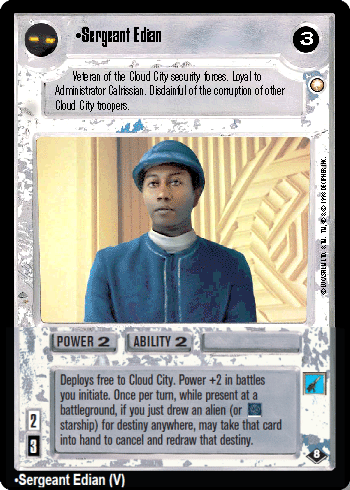 •Sergeant Edian
3
Veteran of the Cloud City security forces. Loyal to
Administrator Calrissian. Disdainful of the corruption of other
Cloud City troopers.
POWER 2
ABILITY 2
Deploys free to Cloud City. Power +2 in battles
you initiate. Once per turn, while present at a
battleground, if you just drew an alien (or
starship) for destiny anywhere, may take that card
into hand to cancel and redraw that destiny.
2
3
8
•Sergeant Edian (V)